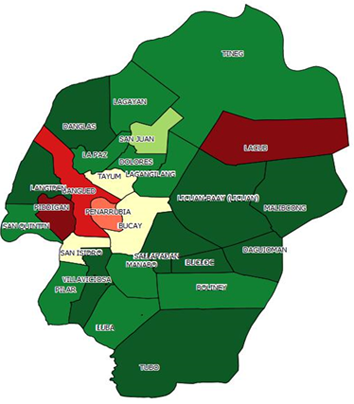 TINEG
LAGAYAN
DANGLAS
SAN JUAN
LACUB
LA PAZ
DOLORES
LAGANGILANG
TAYUM
LANGIDEN
BANGUED
LICUAN-BAAY (LICUAN)
MALIBCONG
PIDIGAN
PENARRUBIA
SAN QUINTIN
BUCAY
DAGUIOMAN
SAN ISIDRO
SALLAPADAN
BUCLOC
MANABO
VILLAVICIOSA
BOLINEY
PILAR
LUBA
TUBO